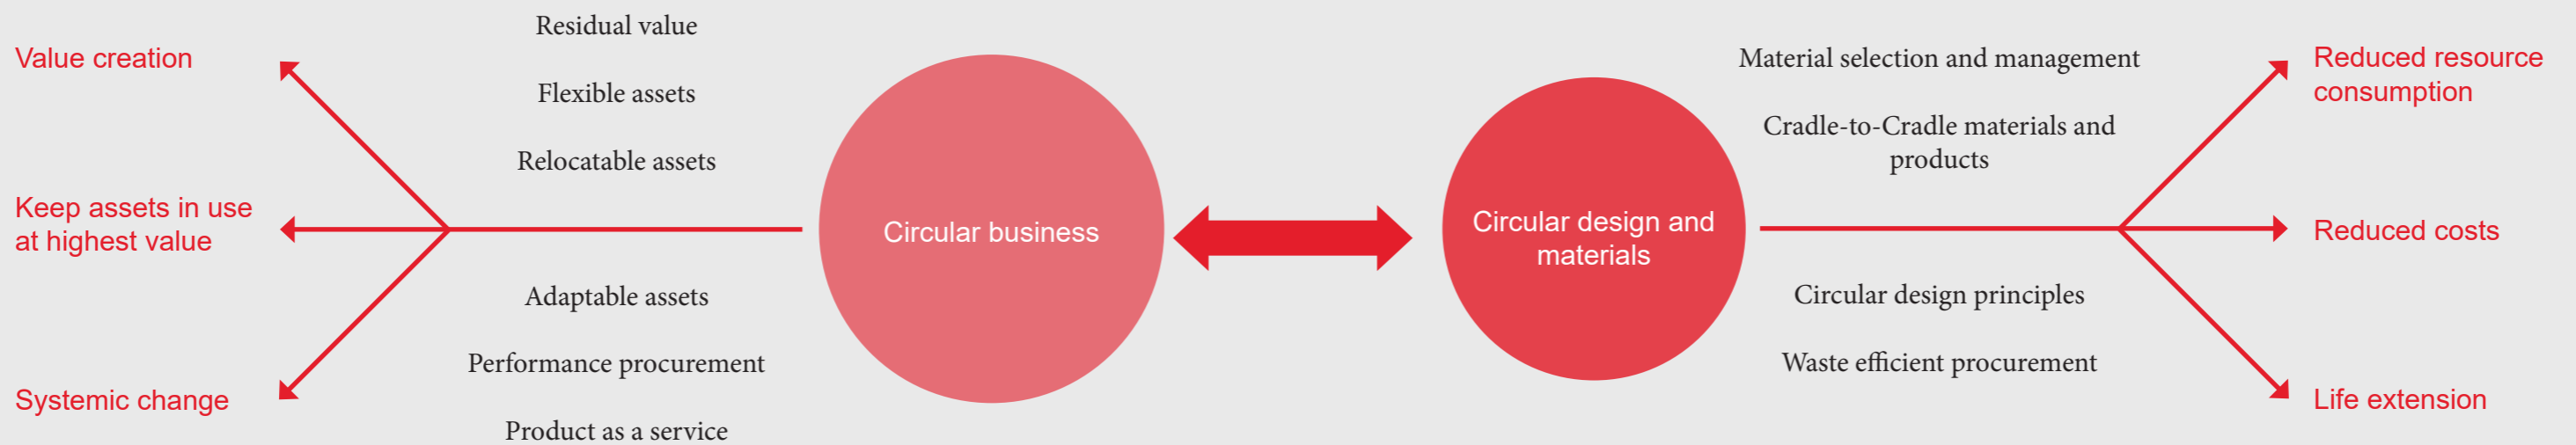 Value creation
Keep assets in use
at highest value
Systemic change
Residual value
Flexible assets
Relocatable assets
Adaptable assets
Performance procurement
Product as a service
Circular business
Circular design and
materials
Material selection and management
Cradle-to-Cradle materials and
products
Circular design principles
Waste efficient procurement
Reduced resource
consumption
Reduced costs
Life extension